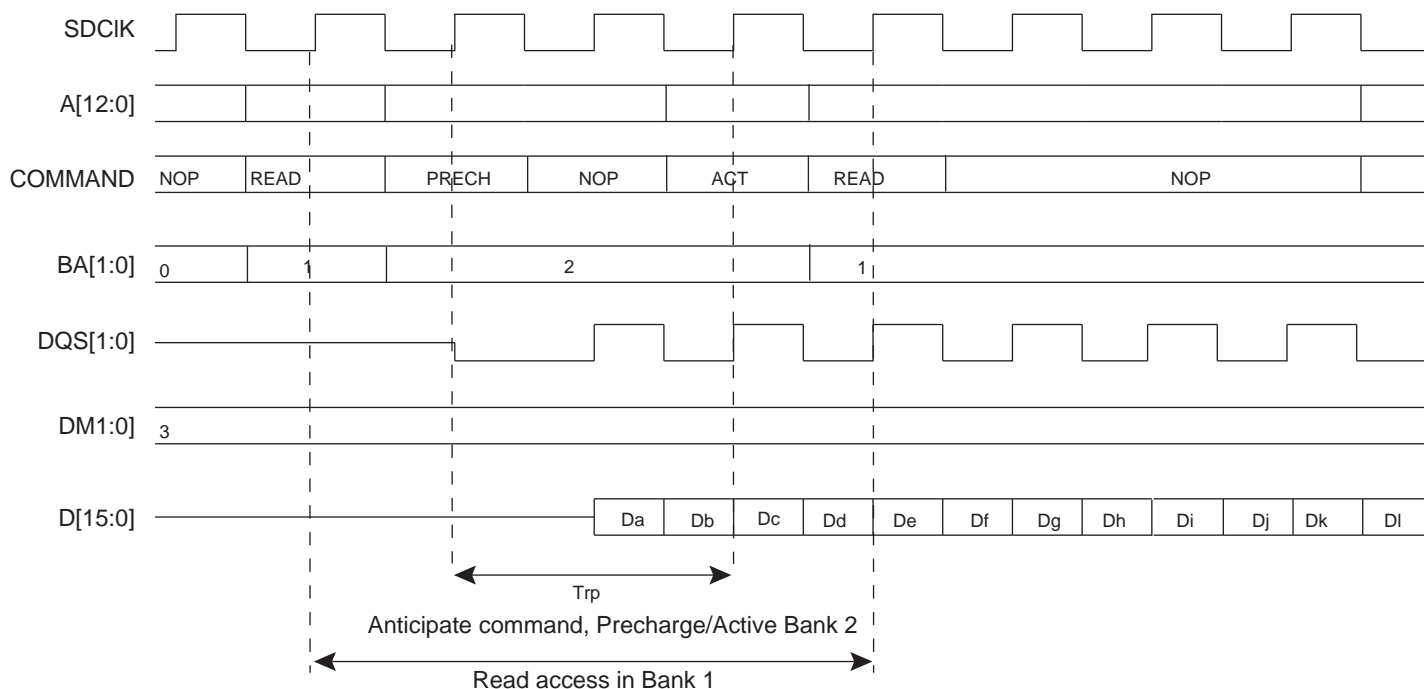 SDClK
A[12:0]
COMMAND NOP READ PRECH NOP ACT READ NOP
BA[1:0] 0 1 2 1
DQS[1:0]
DM1:0] 3
D[15:0] Da Db Dc Dd De Df Dg Dh Di Dj Dk Dl
Trp
Anticipate command, Precharge/Active Bank 2
Read access in Bank 1